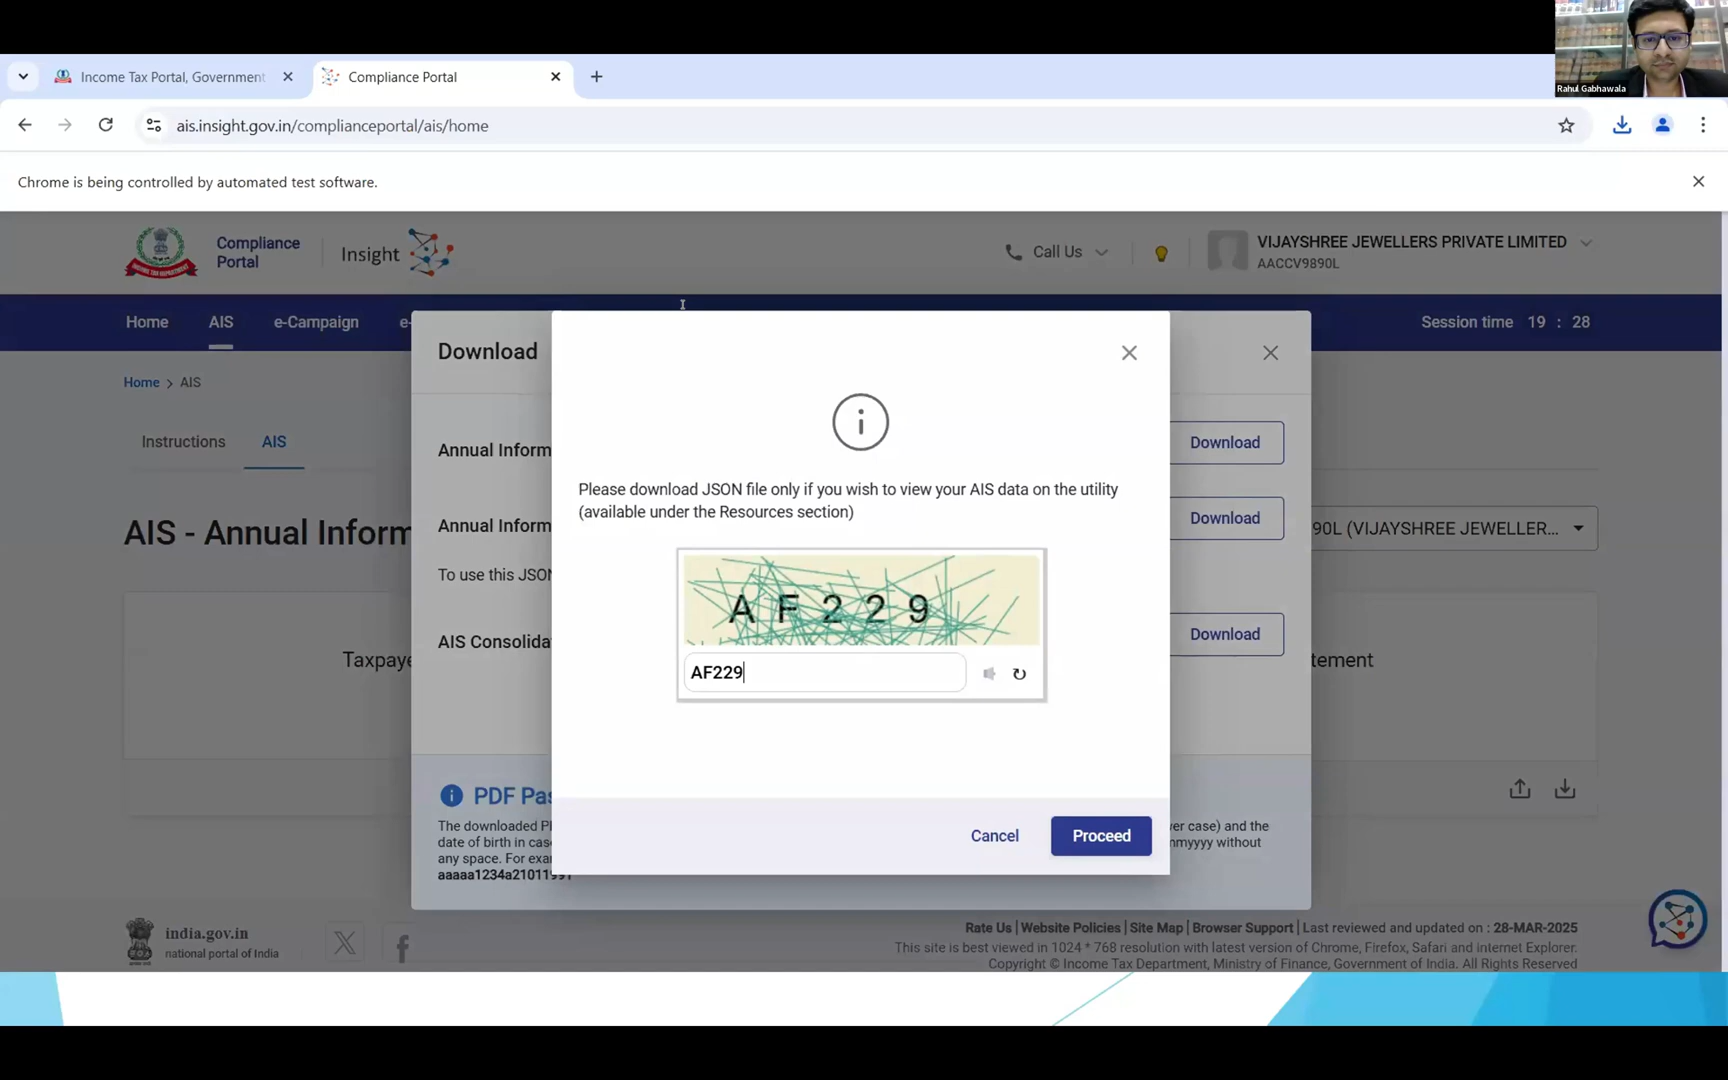 Rahul Gabhawala
Income Tax Portal, Government
Compliance Portal
ais.insight.gov.in/complianceportal/ais/home
Chrome is being controlled by automated test software.
Compliance
Portal
Insight
Call Us
VIJAYSHREE JEWELLERS PRIVATE LIMITED
AACCV9890L
Home
AIS
e-Campaign
e-
Session time 19 : 28
Home > AIS
Instructions
AIS
Download
AIS - Annual Inform
90L (VIJAYSHREE JEWELLER...
Annual Inform
Download
Annual Inform
Download
To use this JSON
AIS Consolida
Download
Taxpaye
tement
Please download JSON file only if you wish to view your AIS data on the utility
(available under the Resources section)
A F 2 2 9
AF229
Cancel
Proceed
PDF Pas
The downloaded P
er case) and the
date of birth in cas
myyyy without
any space. For exa
aaaaa1234a21011991
india.gov.in
national portal of India
Rate Us | Website Policies | Site Map | Browser Support | Last reviewed and updated on : 28-MAR-2025
This site is best viewed in 1024 * 768 resolution with latest version of Chrome, Firefox, Safari and internet Explorer.
Copyright © Income Tax Department, Ministry of Finance, Government of India. All Rights Reserved